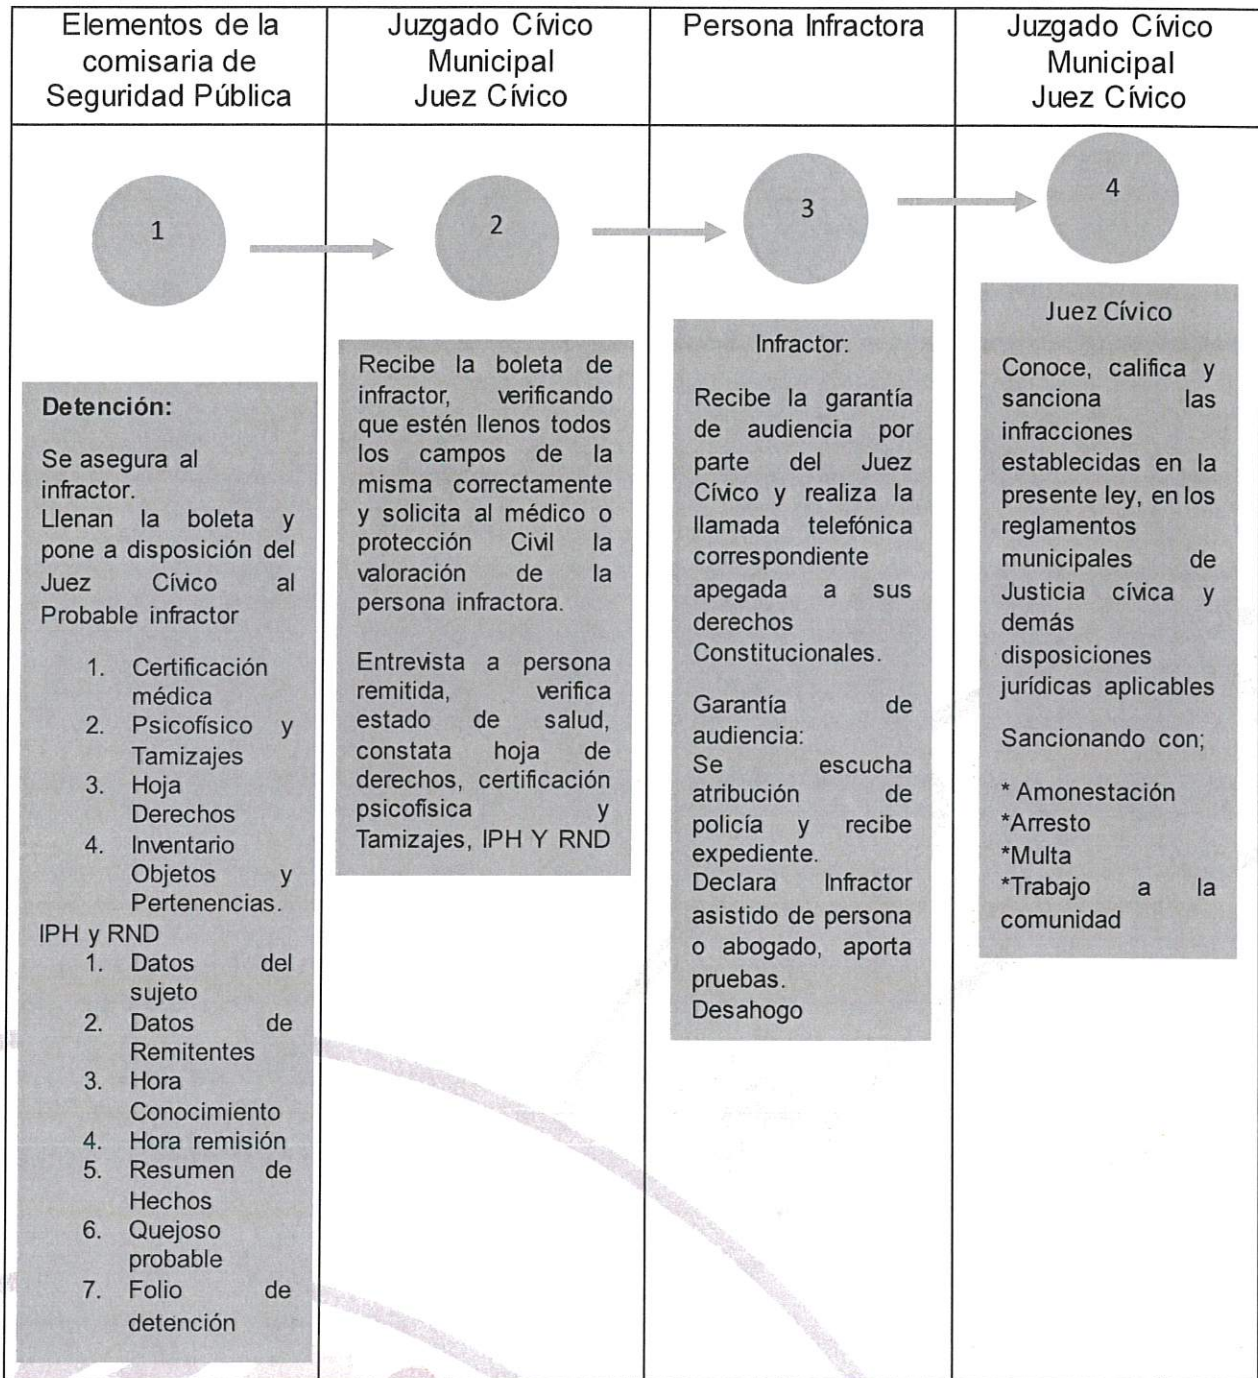 Elementos de la
comisaria de
Seguridad Pública
Juzgado Cívico
Municipal
Juez Cívico
Persona Infractora
Juzgado Cívico
Municipal
Juez Cívico
1
2
3
4
Detención:
Se asegura al
infractor.
Llenan la boleta y
pone a disposición del
Juez Cívico al
Probable infractor
1. Certificación
médica
2. Psicofísico y
Tamizajes
3. Hoja
Derechos
4. Inventario
Objetos y
Pertenencias.
IPH y RND
1. Datos del
sujeto
2. Datos de
Remitentes
3. Hora
Conocimiento
4. Hora remisión
5. Resumen de
Hechos
6. Quejoso
probable
7. Folio de
detención
Recibe la boleta de
infractor, verificando
que estén llenos todos
los campos de la
misma correctamente
y solicita al médico o
protección Civil la
valoración de la
persona infractora.
Entrevista a persona
remitida, verifica
estado de salud,
constata hoja de
derechos, certificación
psicofísica y
Tamizajes, IPH Y RND
Infractor:
Recibe la garantía
de audiencia por
parte del Juez
Cívico y realiza la
llamada telefónica
correspondiente
apegada a sus
derechos
Constitucionales.
Garantía de
audiencia:
Se escucha
atribución de
policía y recibe
expediente.
Declara Infractor
asistido de persona
o abogado, aporta
pruebas.
Desahogo
Juez Cívico
Conoce, califica y
sanciona las
infracciones
establecidas en la
presente ley, en los
reglamentos
municipales de
Justicia cívica y
demás
disposiciones
jurídicas aplicables
Sancionando con;
* Amonestación
*Arresto
*Multa
*Trabajo a la
comunidad